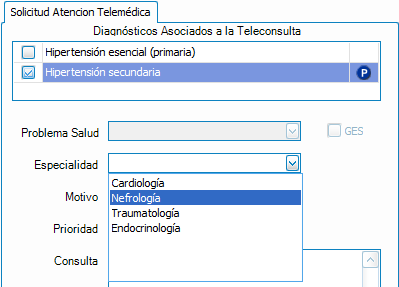 Solicitud Atencion Telemédica
Diagnósticos Asociados a la Teleconsulta
Hipertensión esencial (primaria)
Hipertensión secundaria P
Problema Salud GES
Especialidad
Cardiología
Motivo
Nefrología
Traumatología
Prioridad
Endocrinología
Consulta